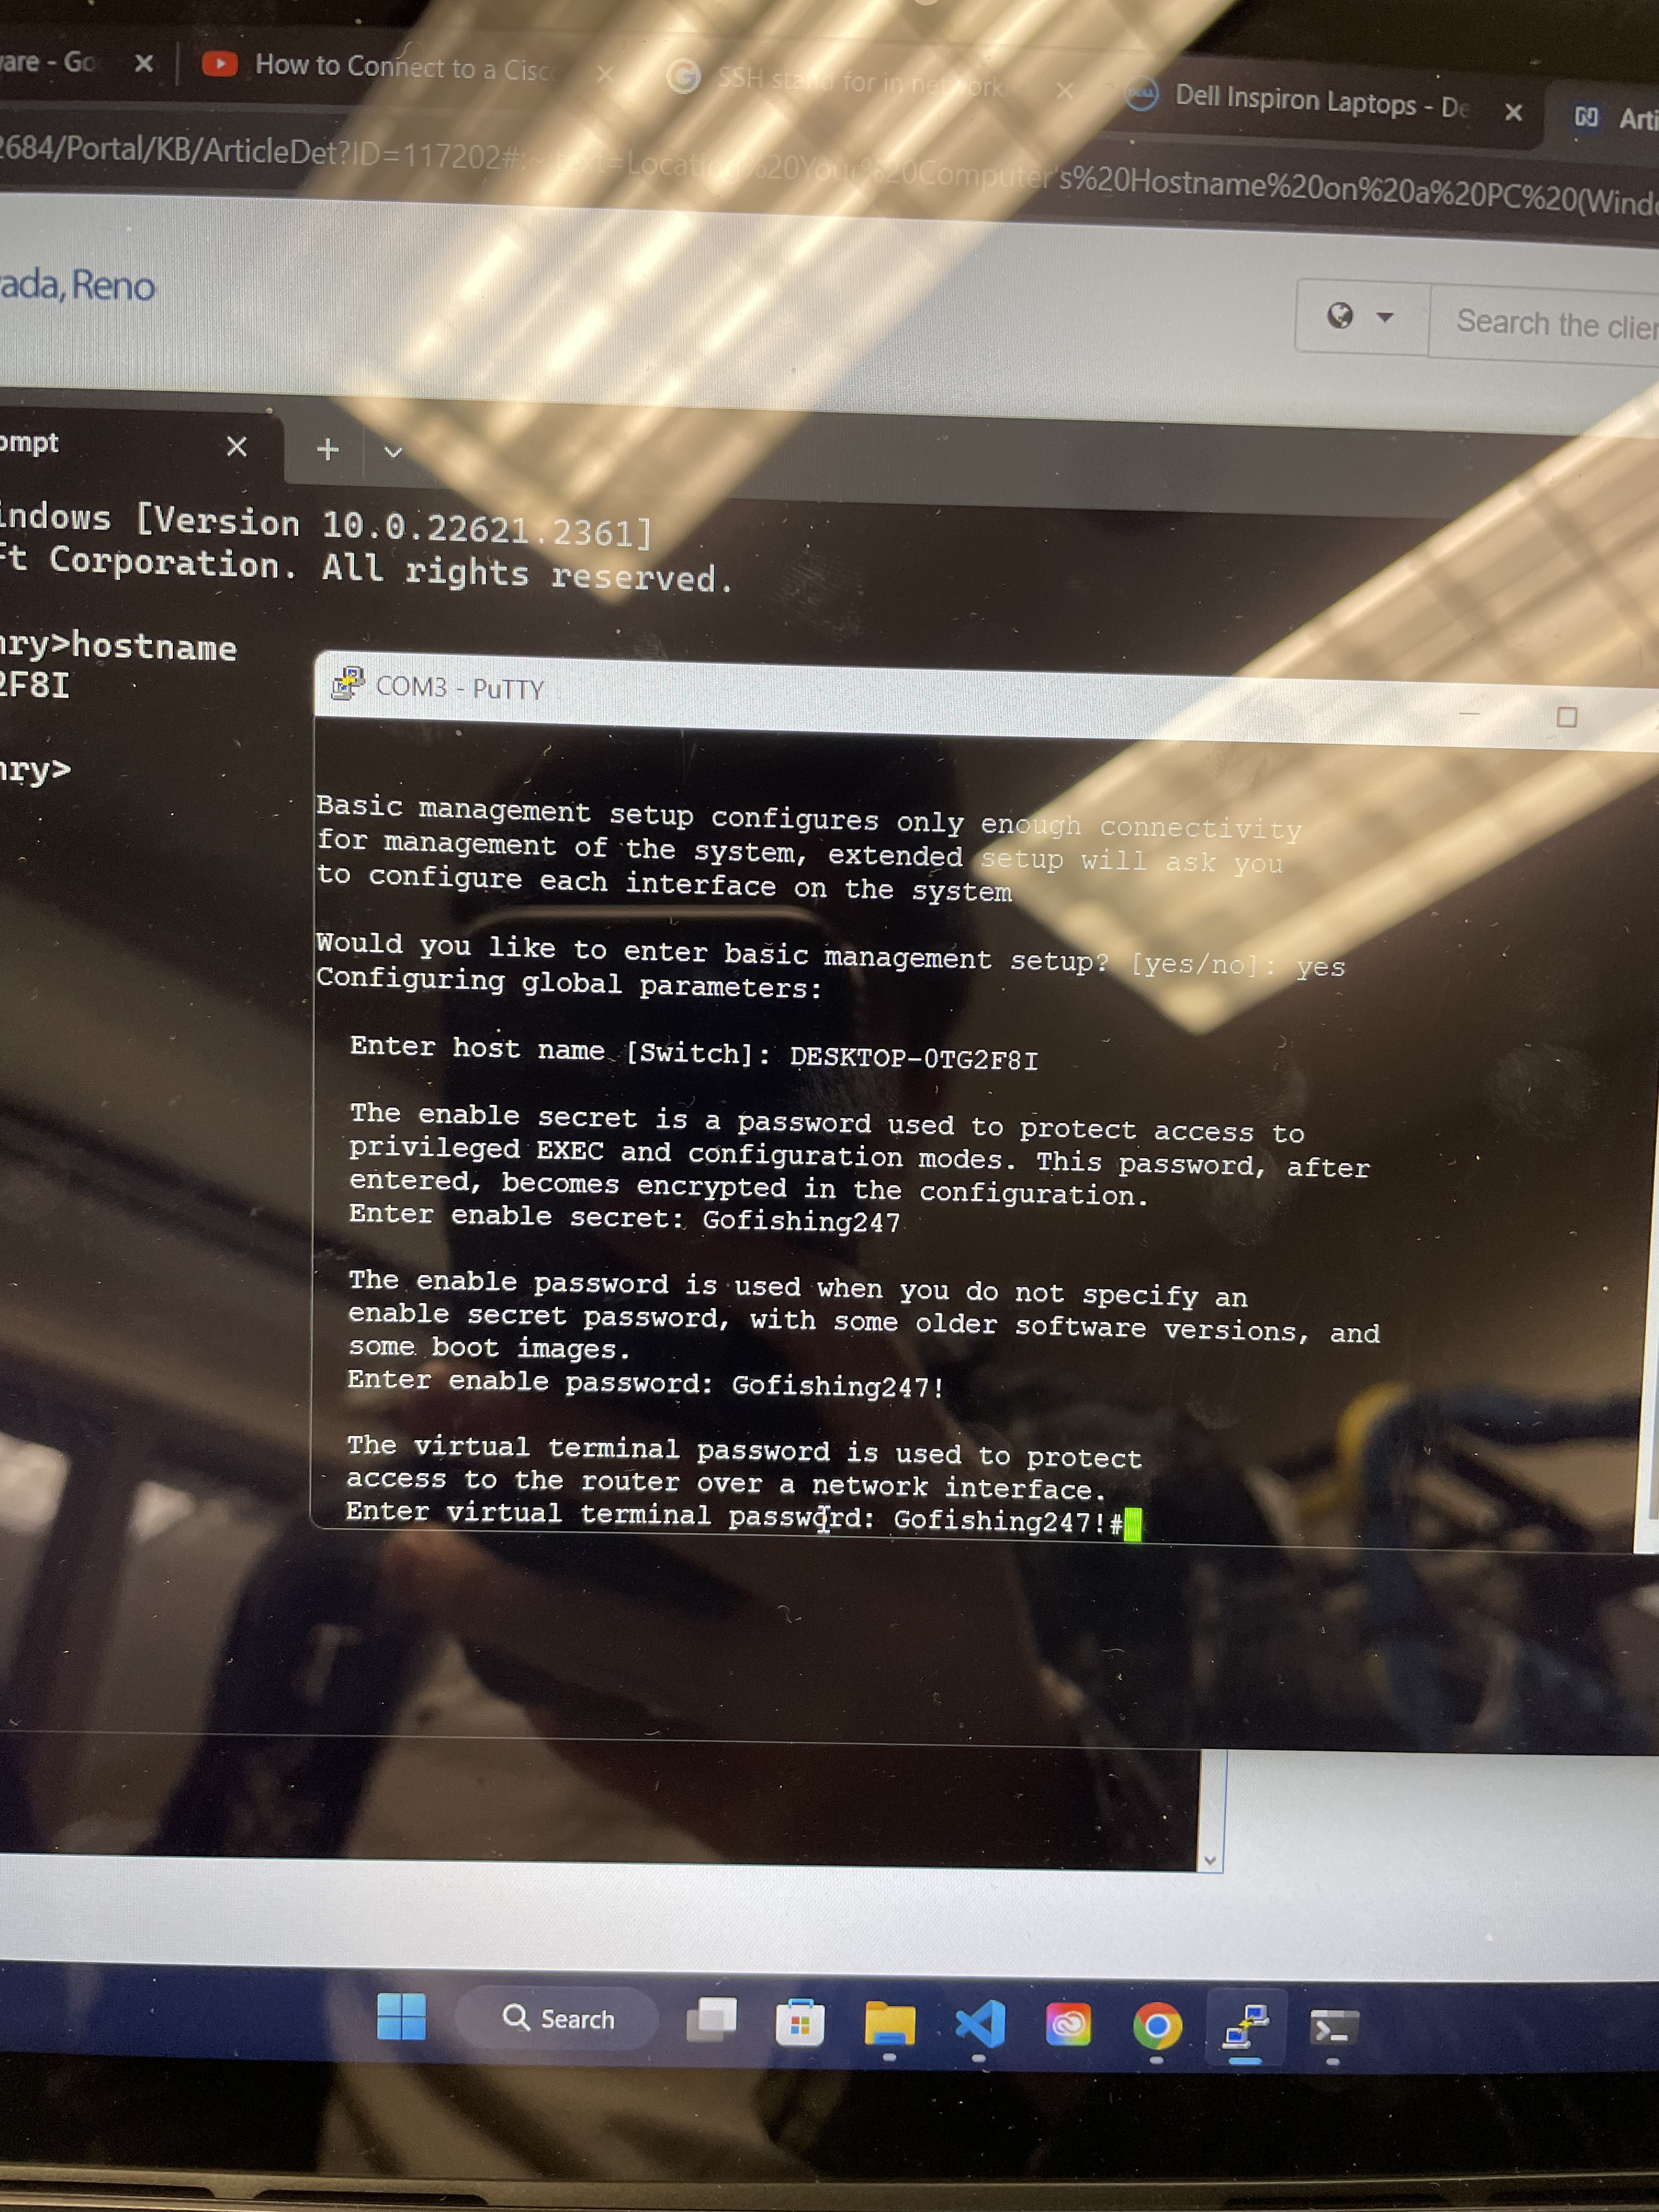 are - Go
How to Connect to a Cisc
SSH stand for in network
Dell Inspiron Laptops - De
Arti
2684/Portal/KB/ArticleDet?ID=117202#:~:text=Locating%20Your%20Computer's%20Hostname%20on%20a%20PC%20(Windo
ada, Reno
Search the clien
ompt
indows [Version 10.0.22621.2361]
ft Corporation. All rights reserved.
nry>hostname
2F8I
nry>
COM3 - PuTTY
Basic management setup configures only enough connectivity
for management of the system, extended setup will ask you
to configure each interface on the system
Would you like to enter basic management setup? [yes/no]: yes
Configuring global parameters:
Enter host name [Switch]: DESKTOP-0TG2F8I
The enable secret is a password used to protect access to
privileged EXEC and configuration modes. This password, after
entered, becomes encrypted in the configuration.
Enter enable secret: Gofishing247
The enable password is used when you do not specify an
enable secret password, with some older software versions, and
some boot images.
Enter enable password: Gofishing247!
The virtual terminal password is used to protect
access to the router over a network interface.
Enter virtual terminal password: Gofishing247!#
Search